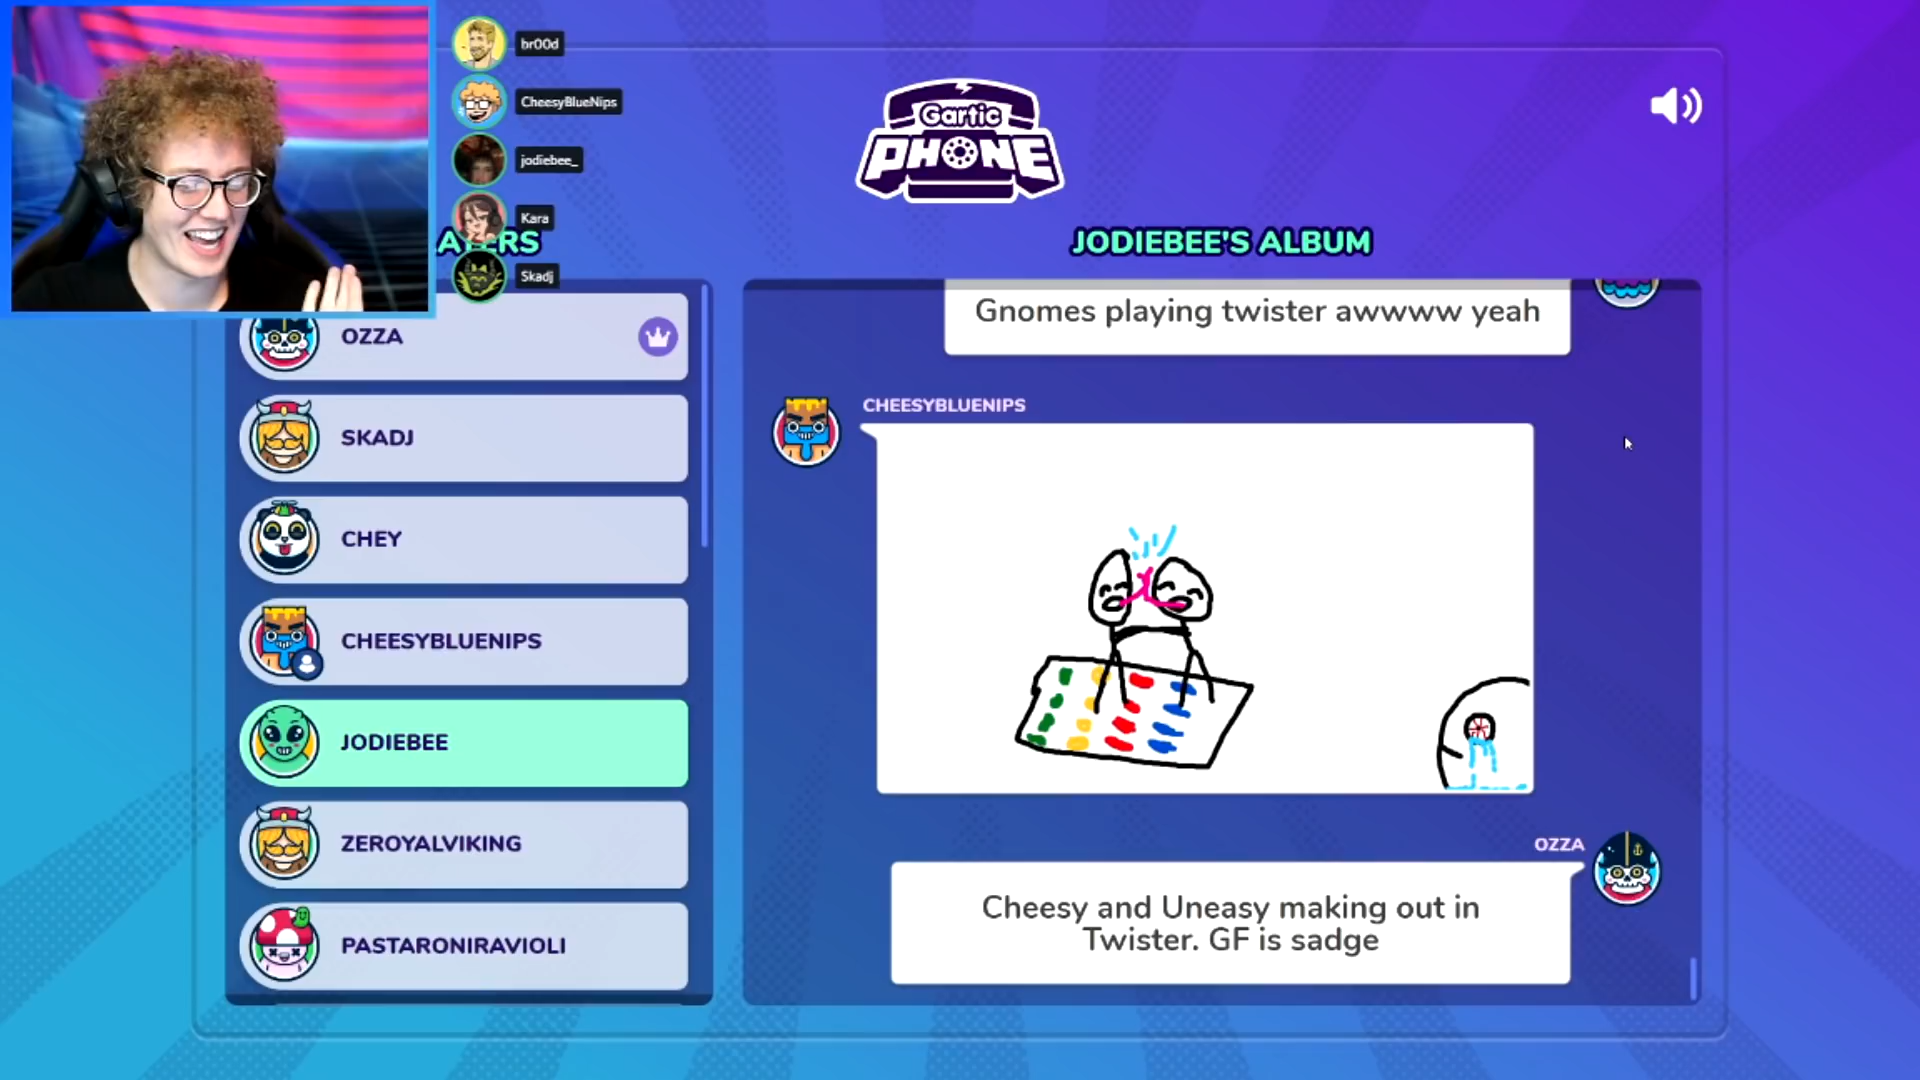 br00d
CheesyBlueNips
jodiebee_
Kara
Skadj
Gartic
PHONE
AYERS
JODIEBEE'S ALBUM
OZZA
SKADJ
CHEY
CHEESYBLUENIPS
JODIEBEE
ZEROYALVIKING
PASTARONIRAVIOLI
Gnomes playing twister awwww yeah
CHEESYBLUENIPS
OZZA
Cheesy and Uneasy making out in
Twister. GF is sadge